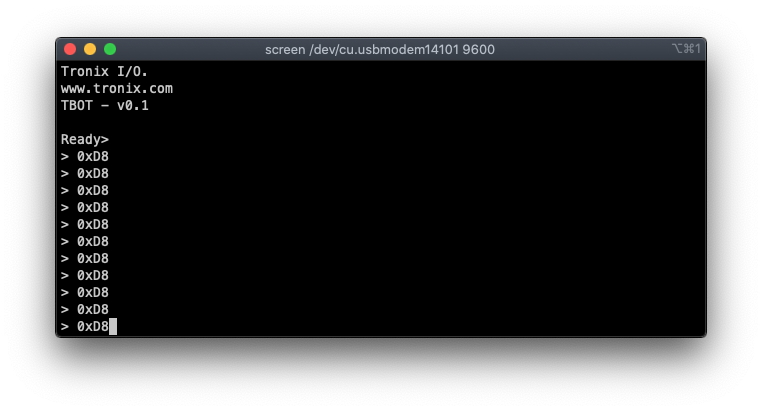 screen /dev/cu.usbmodem14101 9600
⌥⌘1
Tronix I/O.
www.tronix.com
TBOT - v0.1
Ready>
> 0xD8
> 0xD8
> 0xD8
> 0xD8
> 0xD8
> 0xD8
> 0xD8
> 0xD8
> 0xD8
> 0xD8
> 0xD8